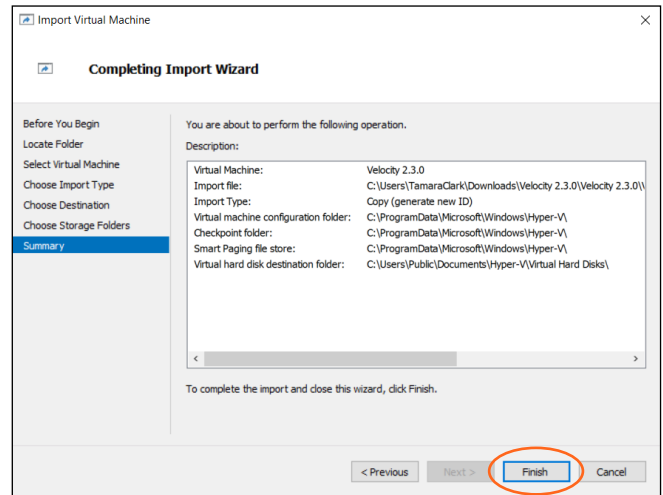 Import Virtual Machine
Completing Import Wizard
Before You Begin
Locate Folder
Select Virtual Machine
Choose Import Type
Choose Destination
Choose Storage Folders
Summary
You are about to perform the following operation.
Description:
Virtual Machine: Velocity 2.3.0
Import file: C:\Users\TamaraClark\Downloads\Velocity 2.3.0\Velocity 2.3.0\\
Import Type: Copy (generate new ID)
Virtual machine configuration folder: C:\ProgramData\Microsoft\Windows\Hyper-V\
Checkpoint folder: C:\ProgramData\Microsoft\Windows\Hyper-V\
Smart Paging file store: C:\ProgramData\Microsoft\Windows\Hyper-V\
Virtual hard disk destination folder: C:\Users\Public\Documents\Hyper-V\Virtual Hard Disks\
To complete the import and close this wizard, click Finish.
< Previous Next > Finish Cancel